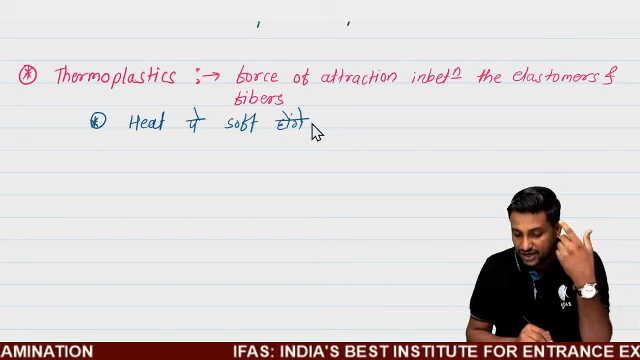 * Thermoplastics :→ force of attraction inbetn the elastomers &
fibers
* Heat से soft होता
AMINATION IFAS: INDIA'S BEST INSTITUTE FOR ENTRANCE EX